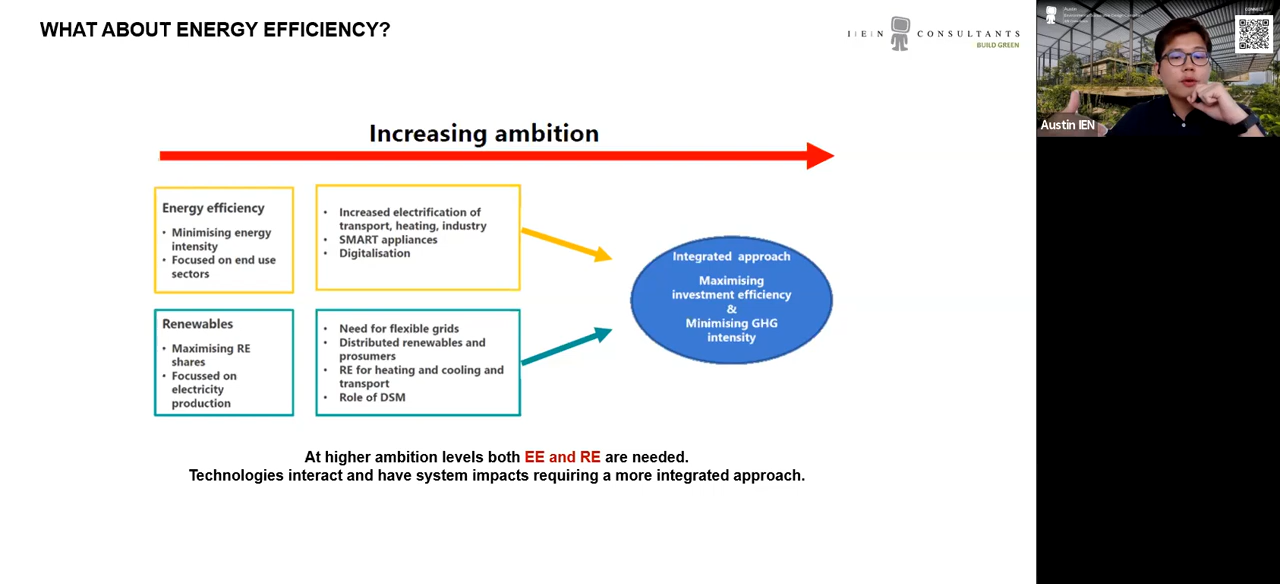 WHAT ABOUT ENERGY EFFICIENCY?
I|E|N CONSULTANTS
BUILD GREEN
Austin
CONNECT
Austin IEN
Increasing ambition
Energy efficiency
• Minimising energy
intensity
• Focused on end use
sectors
• Increased electrification of
transport, heating, industry
• SMART appliances
• Digitalisation
Renewables
• Maximising RE
shares
• Focussed on
electricity
production
• Need for flexible grids
• Distributed renewables and
prosumers
• RE for heating and cooling and
transport
• Role of DSM
Integrated approach
Maximising
investment efficiency
&
Minimising GHG
intensity
At higher ambition levels both EE and RE are needed.
Technologies interact and have system impacts requiring a more integrated approach.